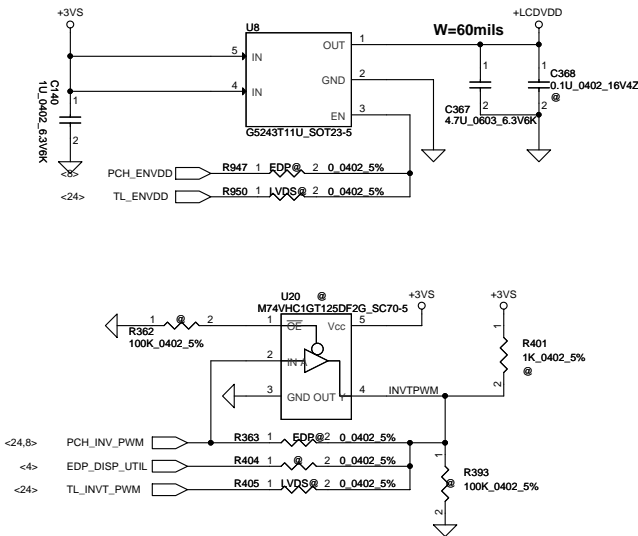 +3VS
U8
+LCDVDD
W=60mils
OUT 1
5 IN
GND 2
4 IN
EN 3
G5243T11U_SOT23-5
C140
1U_0402_6.3V6K
1
2
1
2
C367
4.7U_0603_6.3V6K
1
2
C368
0.1U_0402_16V4Z
@
PCH_ENVDD R947 1 EDP@ 2 0_0402_5%
<24> TL_ENVDD R950 1 LVDS@ 2 0_0402_5%
U20 @
M74VHC1GT125DF2G_SC70-5
+3VS
+3VS
1 @ 2
R362
100K_0402_5%
1 OE Vcc 5
2 IN A
3 GND OUT Y 4
INVTPWM
1
2
R401
1K_0402_5%
@
<24,8> PCH_INV_PWM R363 1 EDP@ 2 0_0402_5%
<4> EDP_DISP_UTIL R404 1 @ 2 0_0402_5%
<24> TL_INVT_PWM R405 1 LVDS@ 2 0_0402_5%
1
2
@
R393
100K_0402_5%